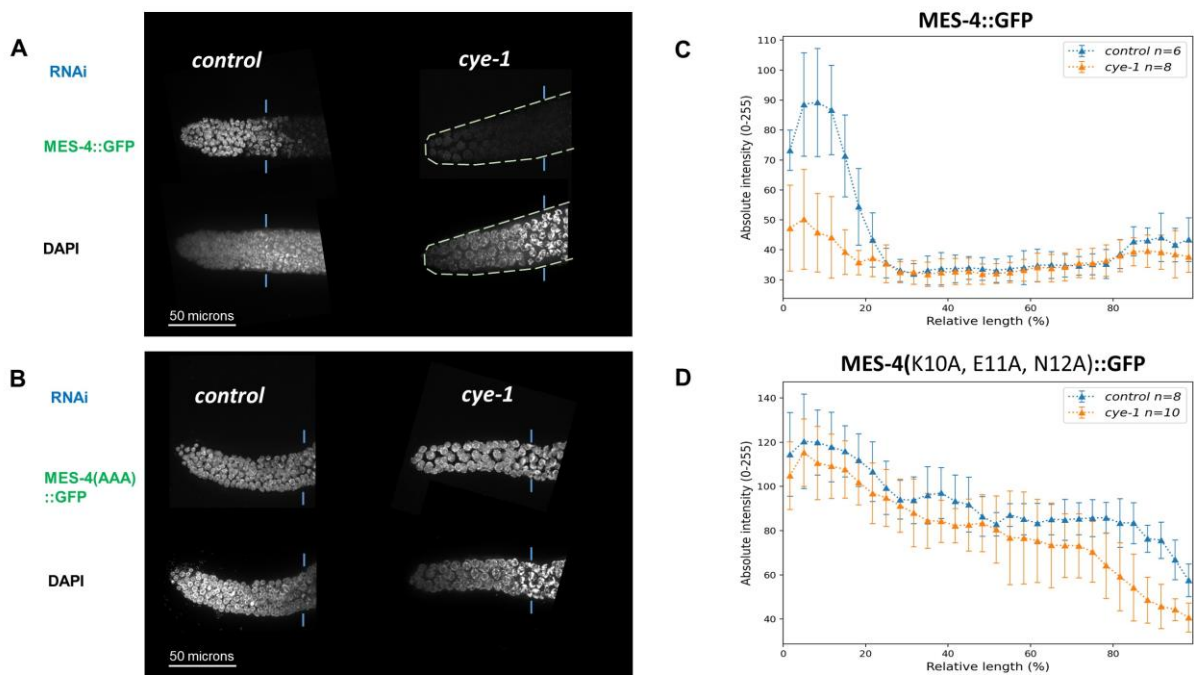 A
RNAi
control
cye-1
MES-4::GFP
DAPI
50 microns
B
RNAi
control
cye-1
MES-4(AAA)
::GFP
DAPI
50 microns
C
MES-4::GFP
control n=6
cye-1 n=8
Absolute intensity (0-255)
110
100
90
80
70
60
50
40
30
0
20
40
60
80
Relative length (%)
D
MES-4(K10A, E11A, N12A)::GFP
control n=8
cye-1 n=10
Absolute intensity (0-255)
140
120
100
80
60
40
0
20
40
60
80
Relative length (%)